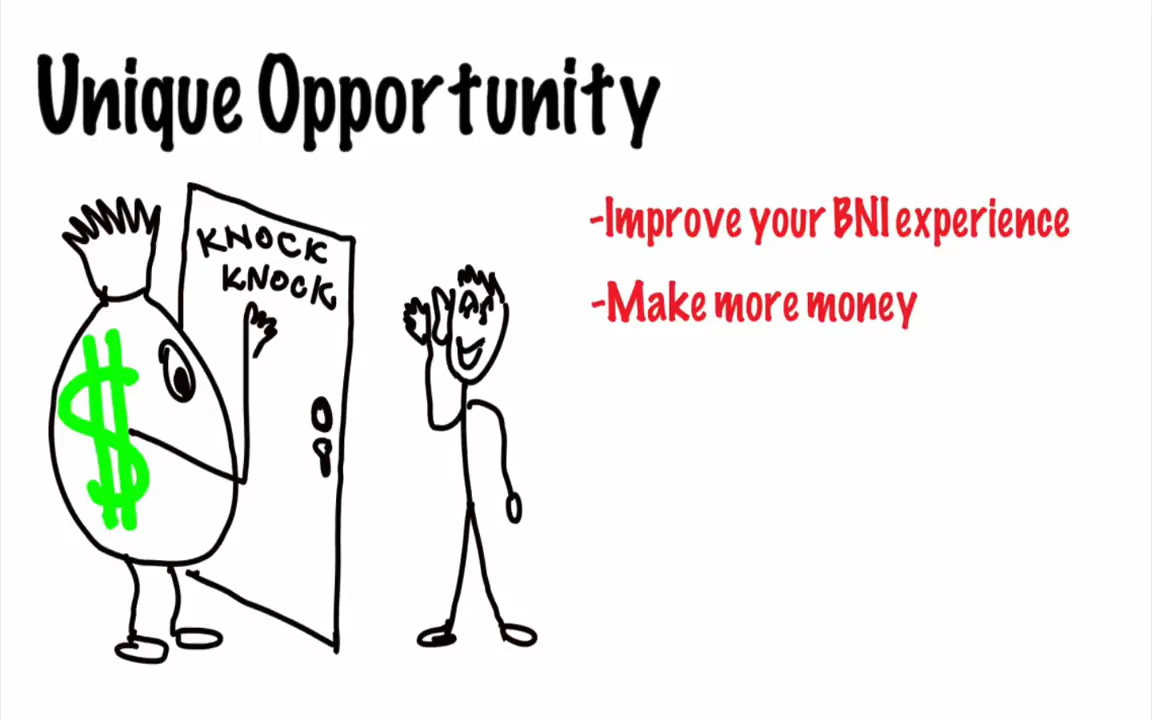 Unique Opportunity
KNOCK
KNOCK
$
-Improve your BNI experience
-Make more money